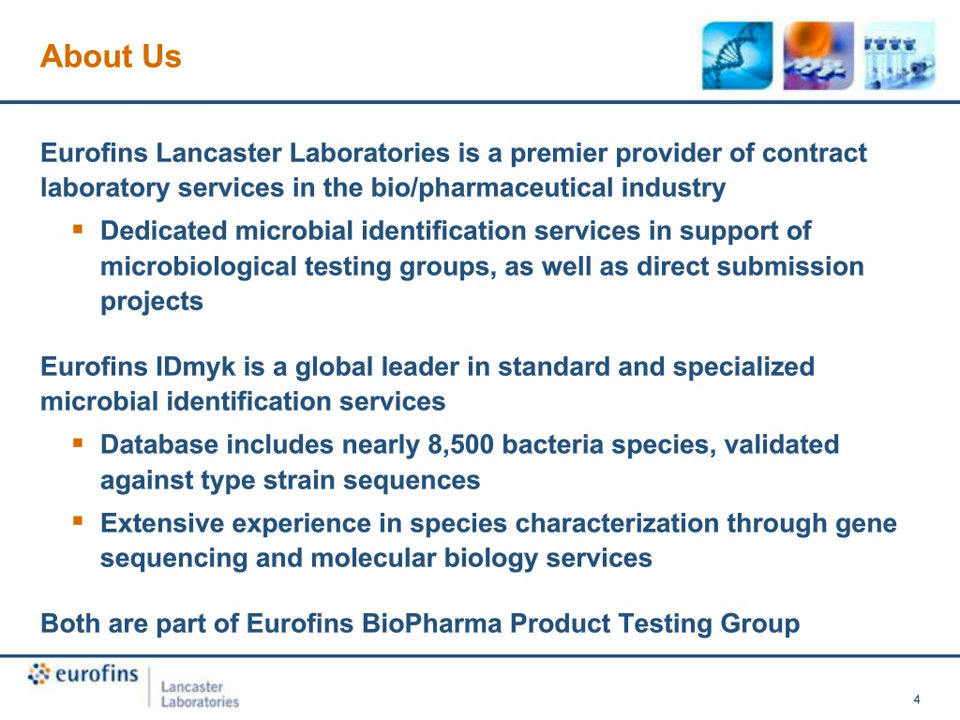 About Us
Eurofins Lancaster Laboratories is a premier provider of contract
laboratory services in the bio/pharmaceutical industry
▪ Dedicated microbial identification services in support of
microbiological testing groups, as well as direct submission
projects
Eurofins IDmyk is a global leader in standard and specialized
microbial identification services
▪ Database includes nearly 8,500 bacteria species, validated
against type strain sequences
▪ Extensive experience in species characterization through gene
sequencing and molecular biology services
Both are part of Eurofins BioPharma Product Testing Group
eurofins
Lancaster
Laboratories
4